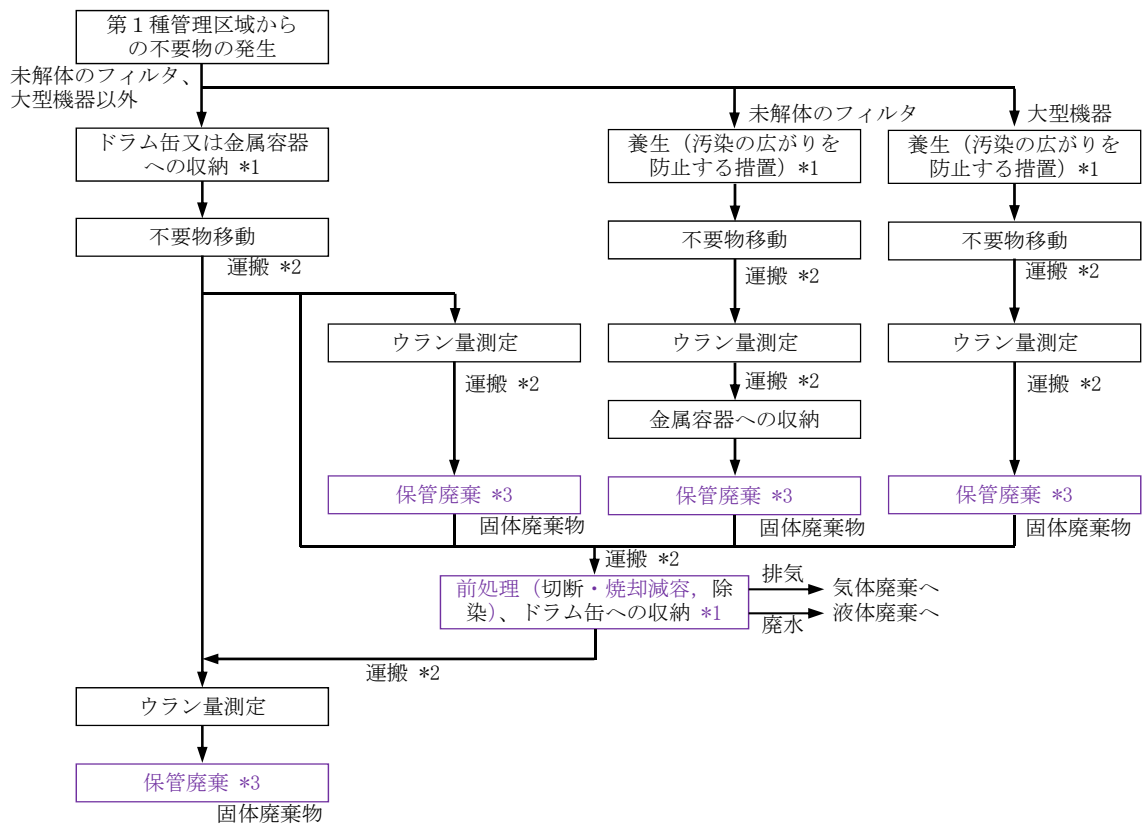 第１種管理区域から
の不要物の発生
未解体のフィルタ、
大型機器以外
未解体のフィルタ
大型機器
ドラム缶又は金属容器
への収納 *1
養生（汚染の広がりを
防止する措置）*1
養生（汚染の広がりを
防止する措置）*1
不要物移動
不要物移動
不要物移動
運搬 *2
運搬 *2
運搬 *2
ウラン量測定
ウラン量測定
ウラン量測定
運搬 *2
運搬 *2
運搬 *2
金属容器への収納
保管廃棄 *3
保管廃棄 *3
保管廃棄 *3
固体廃棄物
固体廃棄物
固体廃棄物
運搬 *2
前処理（切断・焼却減容，除
染）、ドラム缶への収納 *1
排気
気体廃棄へ
廃水
液体廃棄へ
運搬 *2
ウラン量測定
保管廃棄 *3
固体廃棄物